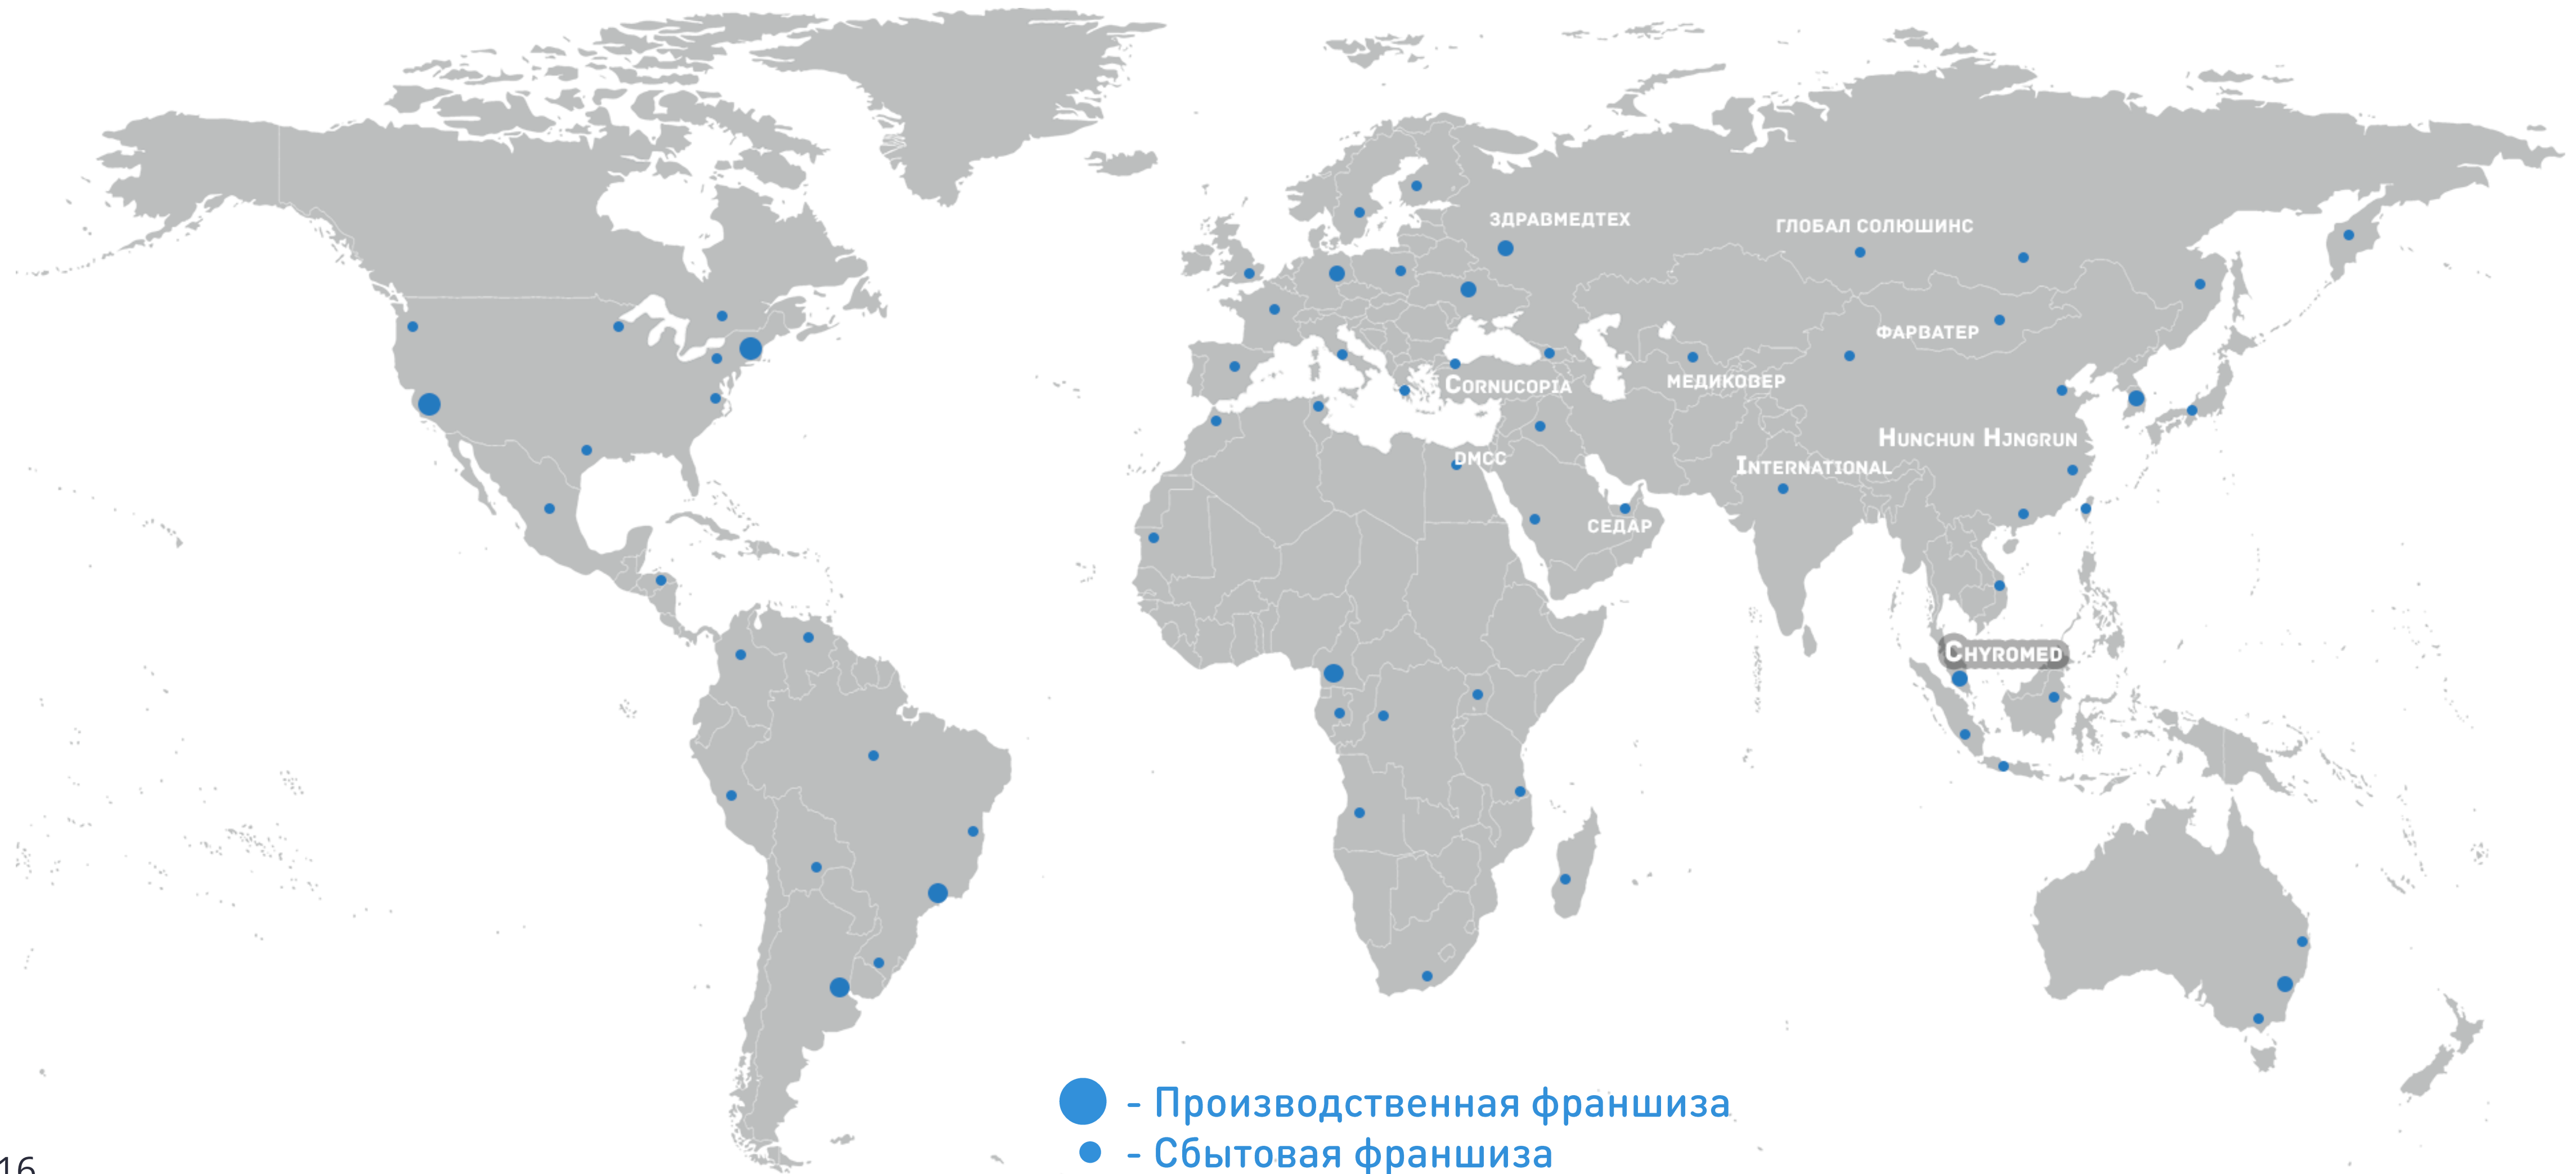 ЗДРАВМЕДТЕХ
ГЛОБАЛ СОЛЮШИНС
ФАРВАТЕР
МЕДИКОВЕР
CORNUCOPIA
HUNCHUN HJNGRUN
DMCC
INTERNATIONAL
СЕДАР
CHYROMED
- Производственная франшиза
- Сбытовая франшиза
16